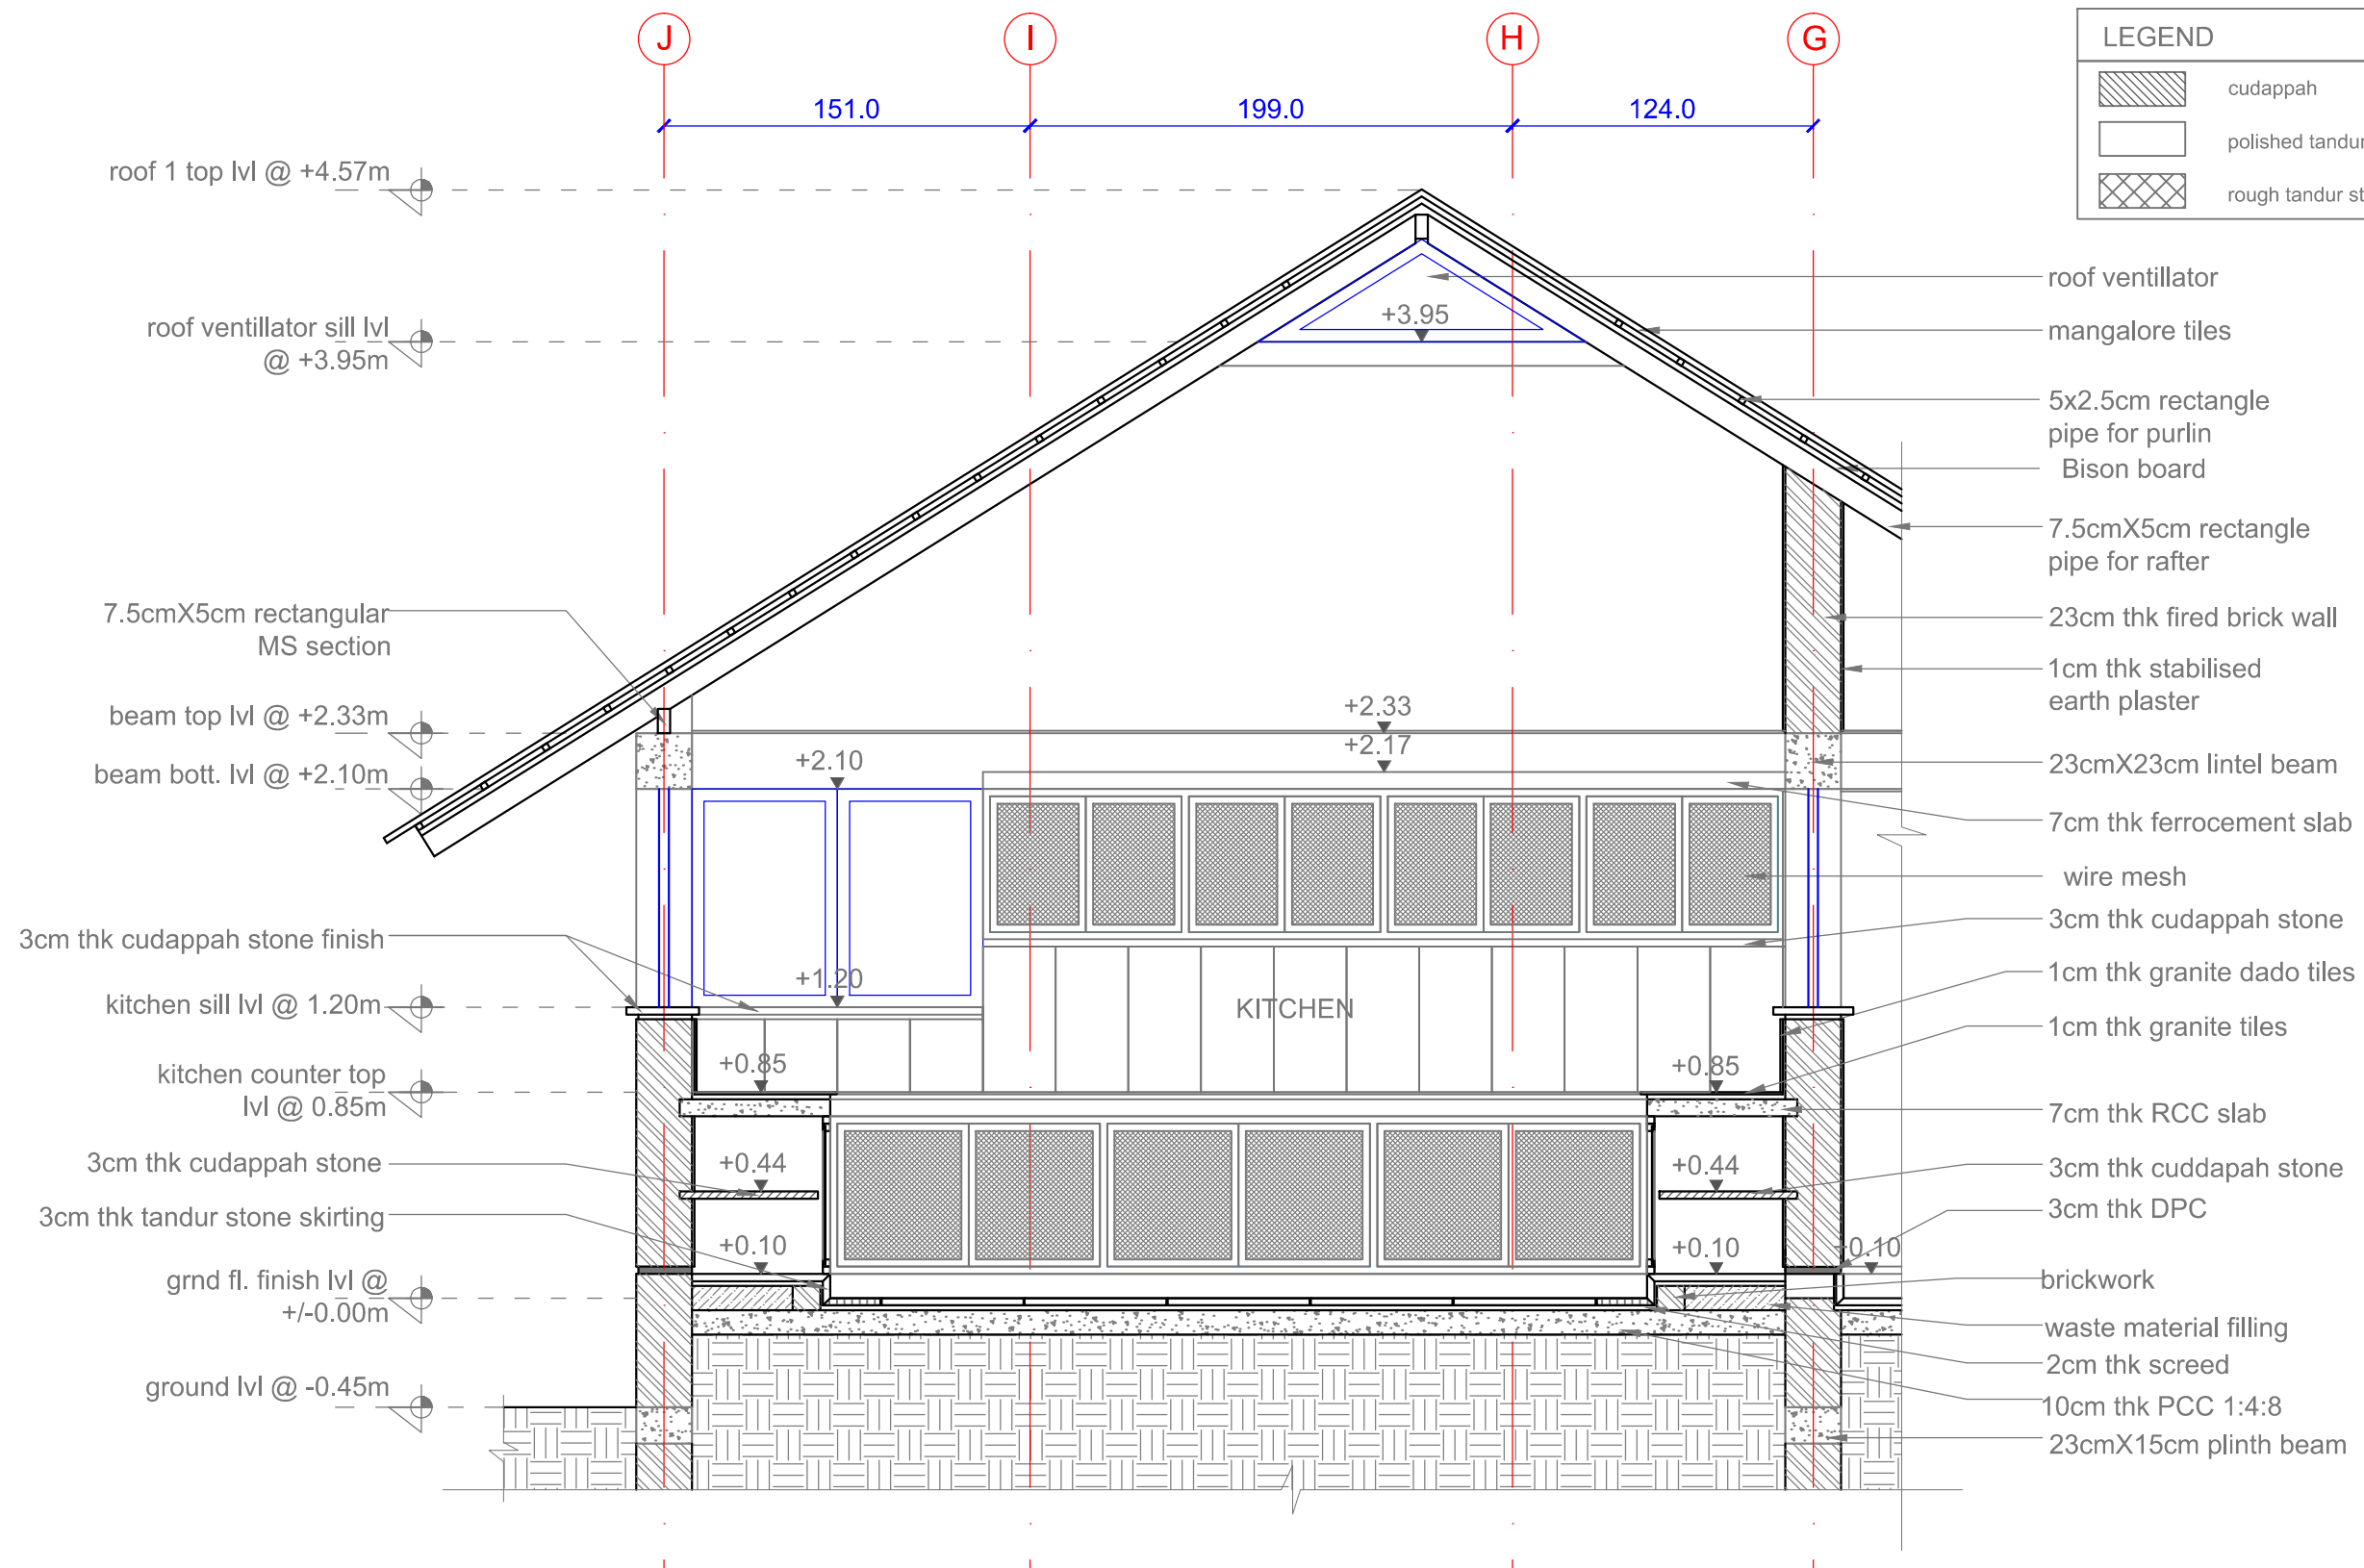 J
I
H
G
151.0
199.0
124.0
LEGEND
cudappah
polished tandur
rough tandur st
roof 1 top lvl @ +4.57m
roof ventillator sill lvl
@ +3.95m
7.5cmX5cm rectangular
MS section
beam top lvl @ +2.33m
beam bott. lvl @ +2.10m
3cm thk cudappah stone finish
kitchen sill lvl @ 1.20m
kitchen counter top
lvl @ 0.85m
3cm thk cudappah stone
3cm thk tandur stone skirting
grnd fl. finish lvl @
+/-0.00m
ground lvl @ -0.45m
+3.95
+2.33
+2.17
+2.10
+1.20
KITCHEN
+0.85
+0.85
+0.44
+0.44
+0.10
+0.10
+0.10
roof ventillator
mangalore tiles
5x2.5cm rectangle
pipe for purlin
Bison board
7.5cmX5cm rectangle
pipe for rafter
23cm thk fired brick wall
1cm thk stabilised
earth plaster
23cmX23cm lintel beam
7cm thk ferrocement slab
wire mesh
3cm thk cudappah stone
1cm thk granite dado tiles
1cm thk granite tiles
7cm thk RCC slab
3cm thk cuddapah stone
3cm thk DPC
brickwork
waste material filling
2cm thk screed
10cm thk PCC 1:4:8
23cmX15cm plinth beam